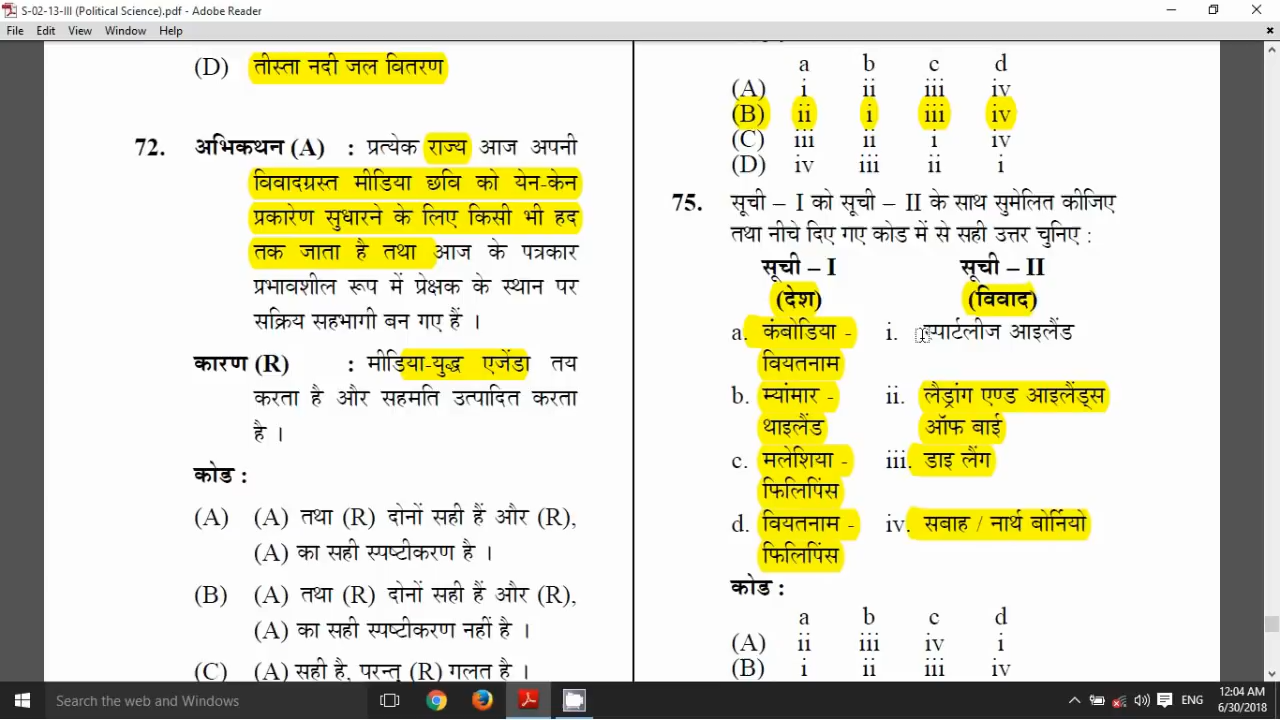 S-02-13-III (Political Science).pdf - Adobe Reader
File Edit View Window Help
(D) तीस्ता नदी जल वितरण
72. अभिकथन (A) : प्रत्येक राज्य आज अपनी
विवादग्रस्त मीडिया छवि को येन-केन
प्रकारेण सुधारने के लिए किसी भी हद
तक जाता है तथा आज के पत्रकार
प्रभावशील रूप में प्रेक्षक के स्थान पर
सक्रिय सहभागी बन गए हैं ।
कारण (R) : मीडिया-युद्ध एजेंडा तय
करता है और सहमति उत्पादित करता
है ।
कोड :
(A) (A) तथा (R) दोनों सही हैं और (R),
(A) का सही स्पष्टीकरण है ।
(B) (A) तथा (R) दोनों सही हैं और (R),
(A) का सही स्पष्टीकरण नहीं है ।
(C) (A) सही है, परन्तु (R) गलत है ।
a b c d
(A) i ii iii iv
(B) ii i iii iv
(C) iii ii i iv
(D) iv iii ii i
75. सूची – I को सूची – II के साथ सुमेलित कीजिए
तथा नीचे दिए गए कोड में से सही उत्तर चुनिए :
सूची – I सूची – II
(देश) (विवाद)
a. कंबोडिया - i. स्पार्टलीज आइलैंड
वियतनाम
b. म्यांमार - ii. लैड्रांग एण्ड आइलैंड्स
थाइलैंड ऑफ बाई
c. मलेशिया - iii. डाइ लैंग
फिलिपिंस
d. वियतनाम - iv. सबाह / नार्थ बोर्नियो
फिलिपिंस
कोड :
a b c d
(A) ii iii iv i
(B) i ii iii iv
Search the web and Windows
ENG
12:04 AM
6/30/2018